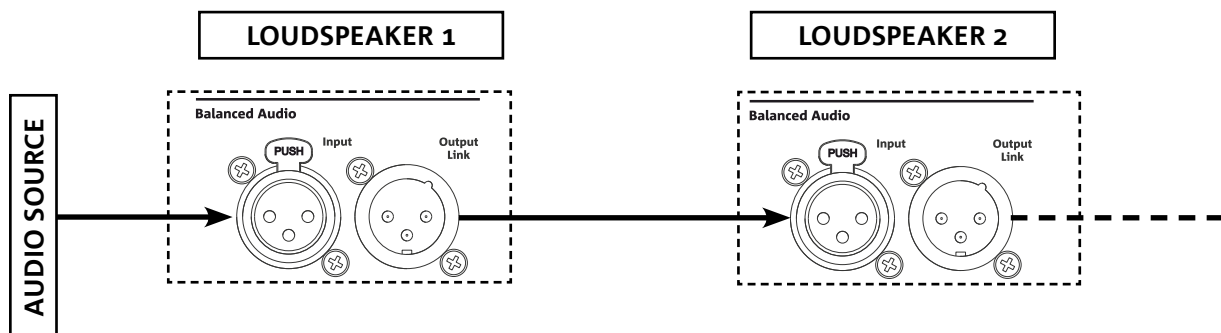 LOUDSPEAKER 1
LOUDSPEAKER 2
AUDIO SOURCE
Balanced Audio
PUSH
Input
Output
Link
Balanced Audio
PUSH
Input
Output
Link